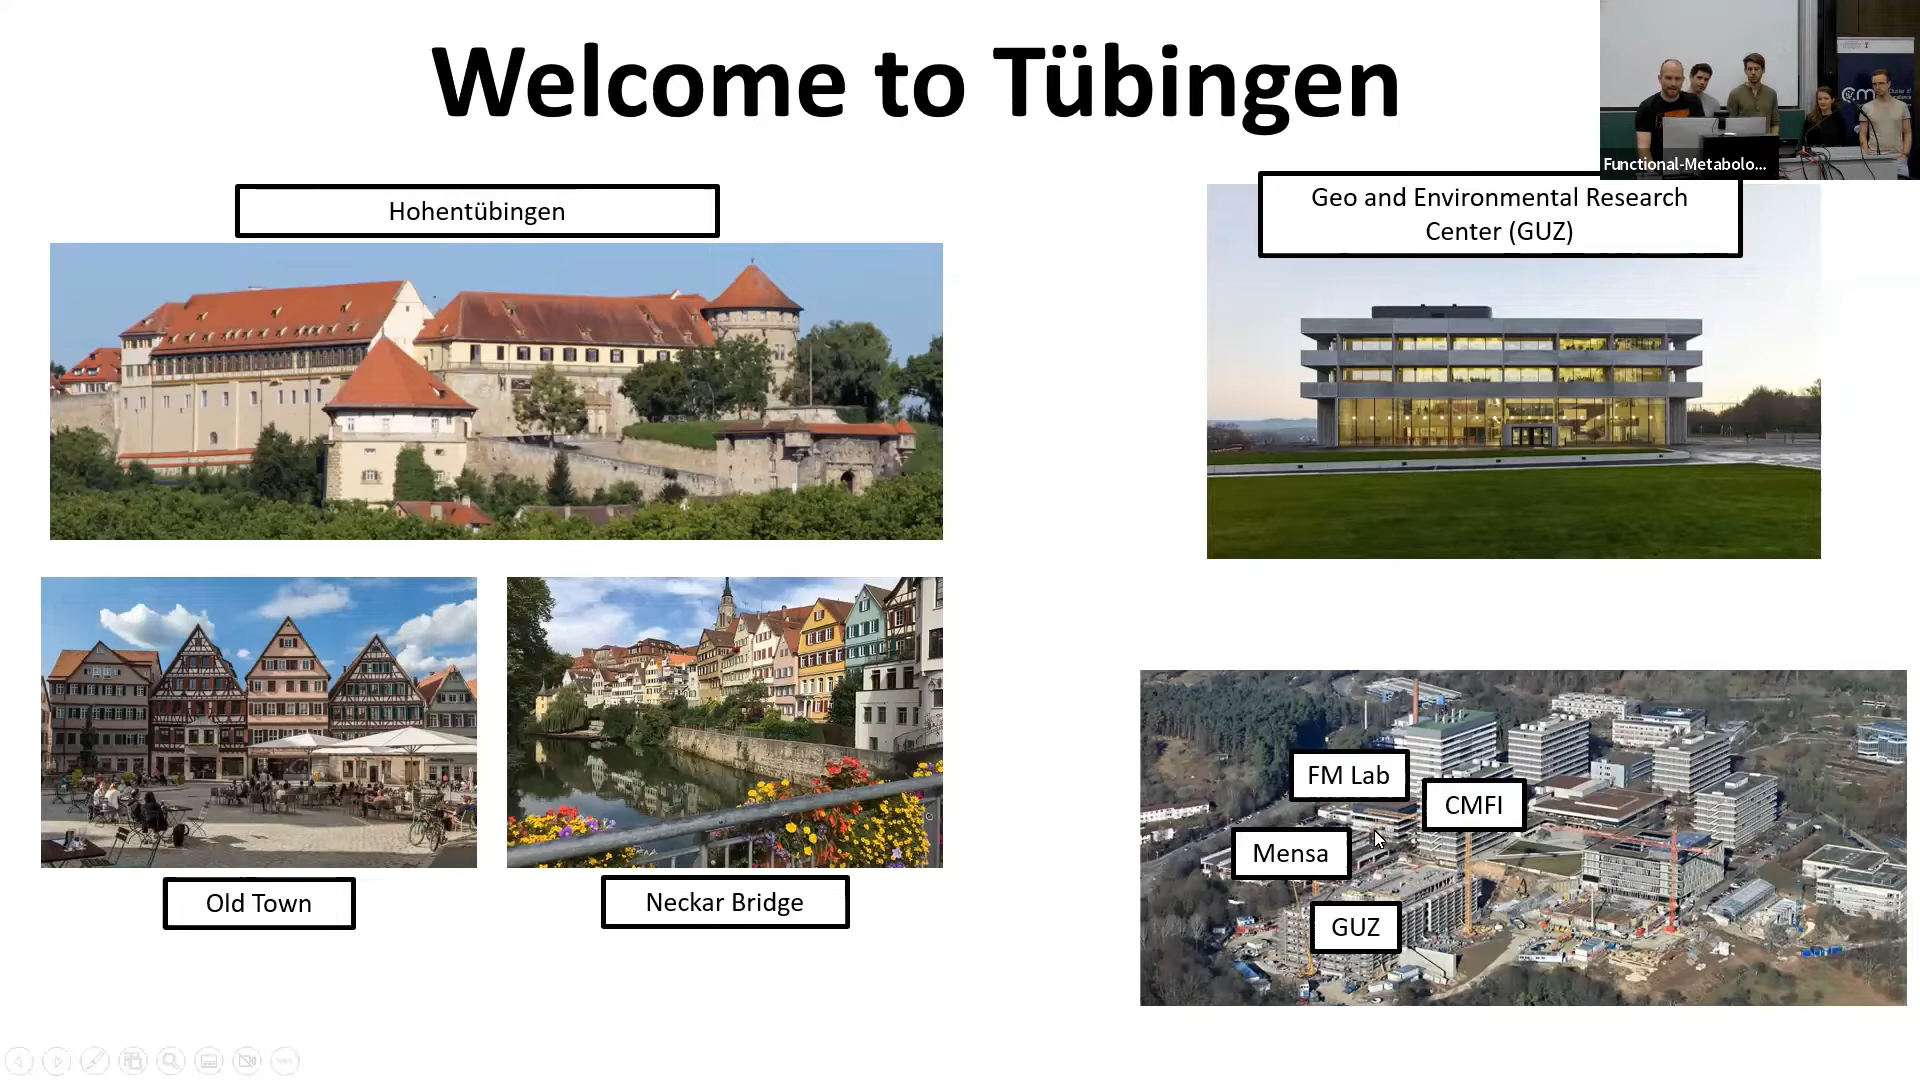 Welcome to Tübingen
Functional-Metabolo...
Hohentübingen
Geo and Environmental Research
Center (GUZ)
FM Lab
CMFI
Mensa
GUZ
Old Town
Neckar Bridge